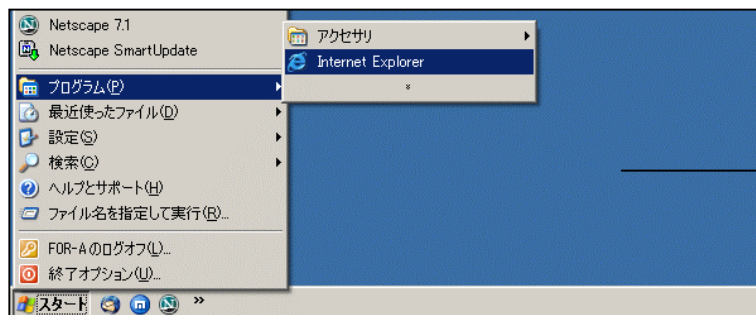 Netscape 7.1
Netscape SmartUpdate
プログラム(P)
最近使ったファイル(D)
設定(S)
検索(C)
ヘルプとサポート(H)
ファイル名を指定して実行(R)...
FOR-Aのログオフ(L)...
終了オプション(U)...
アクセサリ
Internet Explorer
スタート